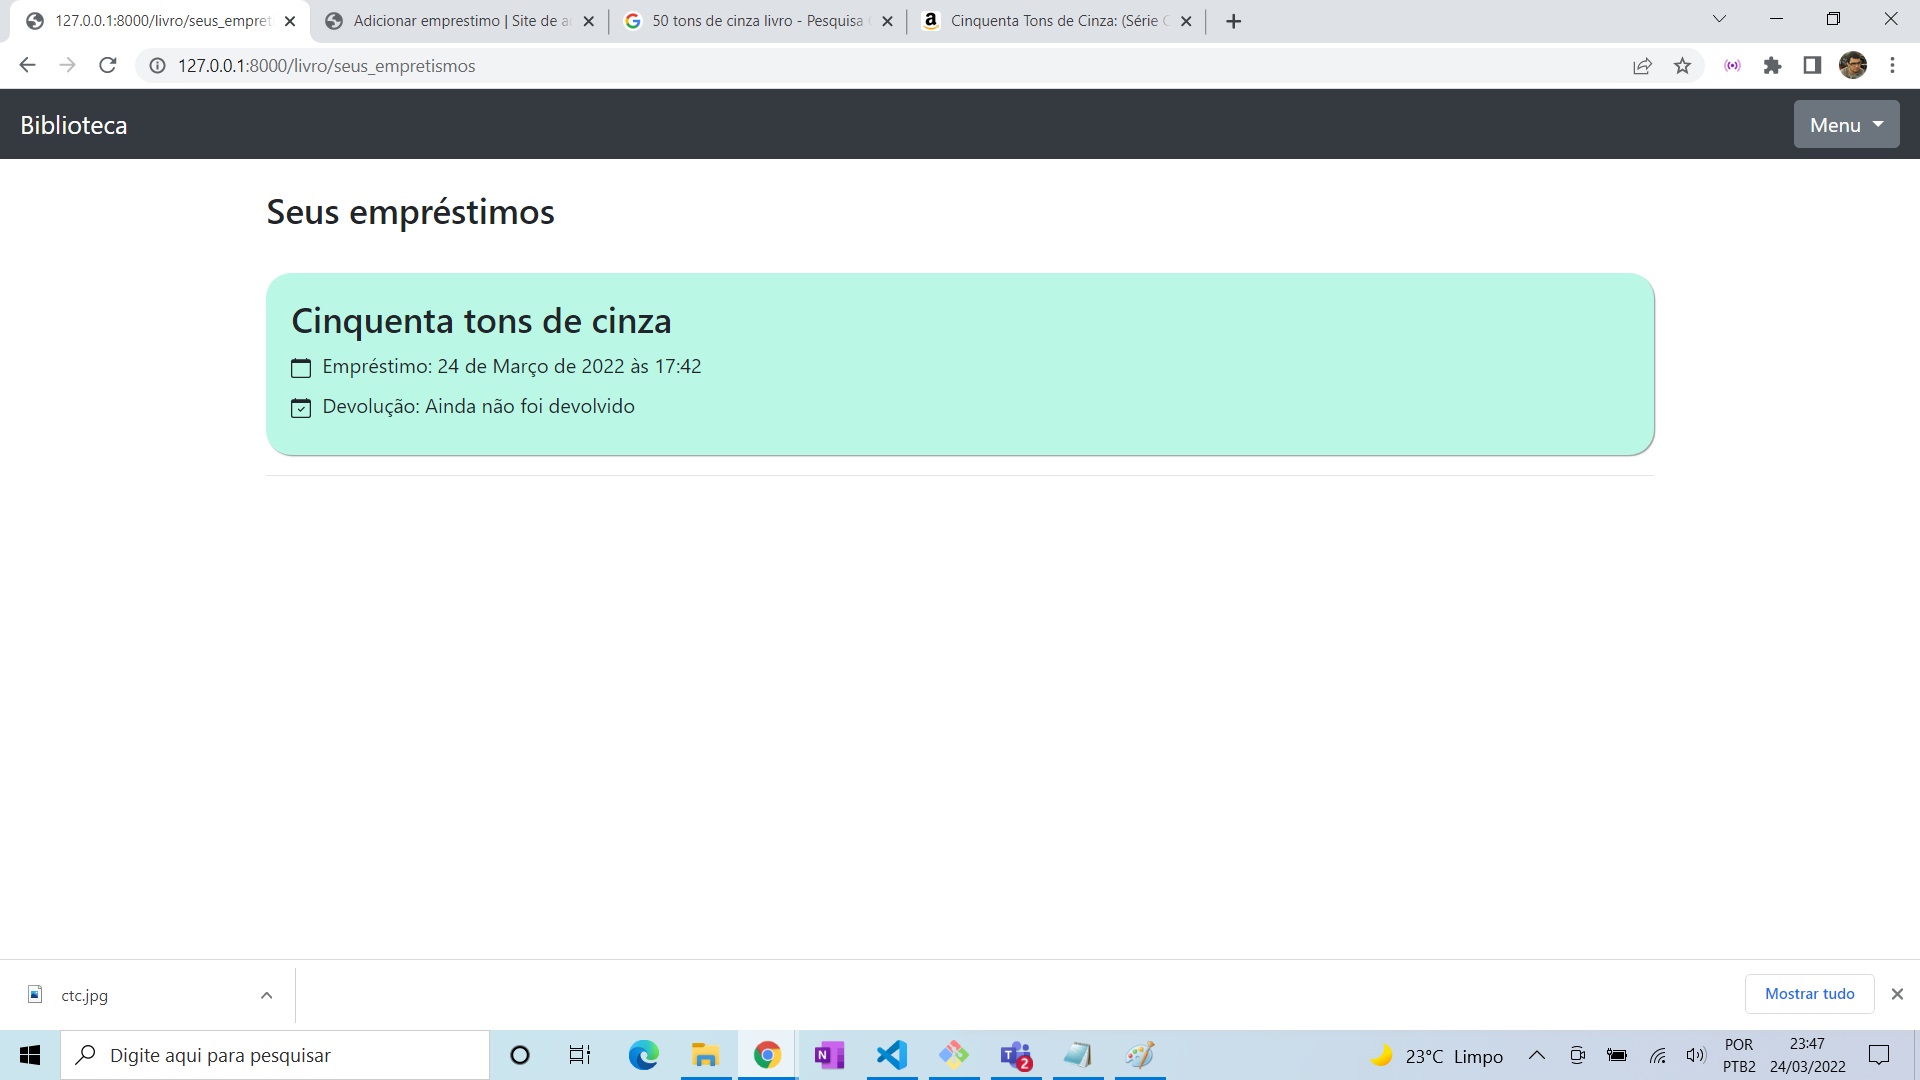 127.0.0.1:8000/livro/seus_empret
Adicionar emprestimo | Site de a
50 tons de cinza livro - Pesquisa
Cinquenta Tons de Cinza: (Série
127.0.0.1:8000/livro/seus_empretismos
Biblioteca
Menu
Seus empréstimos
Cinquenta tons de cinza
Empréstimo: 24 de Março de 2022 às 17:42
Devolução: Ainda não foi devolvido
ctc.jpg
Mostrar tudo
Digite aqui para pesquisar
2
23°C Limpo
POR
PTB2
23:47
24/03/2022